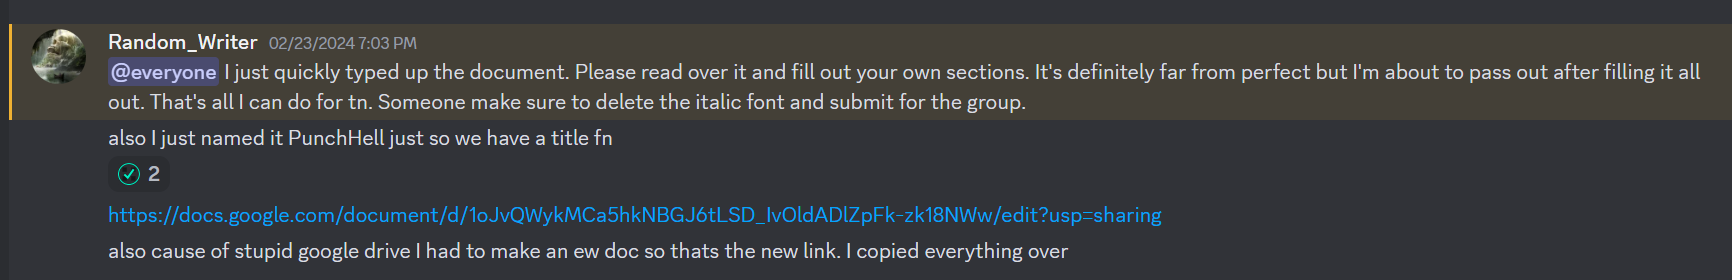 Random_Writer 02/23/2024 7:03 PM
@everyone I just quickly typed up the document. Please read over it and fill out your own sections. It's definitely far from perfect but I'm about to pass out after filling it all
out. That's all I can do for tn. Someone make sure to delete the italic font and submit for the group.
also I just named it PunchHell just so we have a title fn
2
https://docs.google.com/document/d/1oJvQWykMCa5hkNBGJ6tLSD_IvOldADlZpFk-zk18NWw/edit?usp=sharing
also cause of stupid google drive I had to make an ew doc so thats the new link. I copied everything over